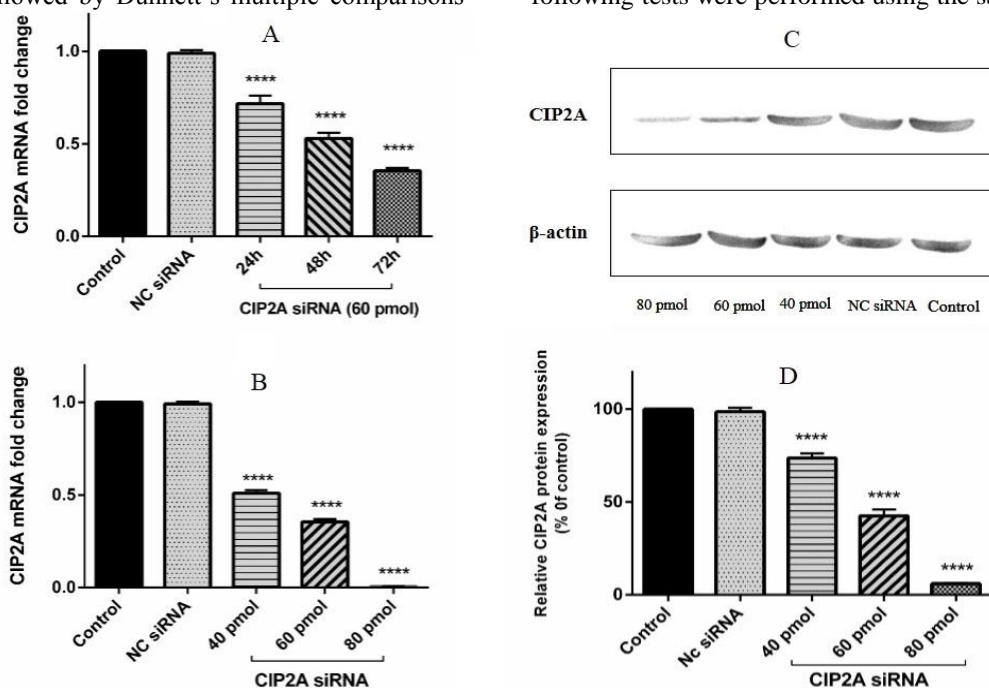 llowed by Dunnett's multiple comparisons
following tests were performed using the sa
A
CIP2A mRNA fold change
1.0
0.5
0.0
****
****
****
Control
NC siRNA
24h
48h
72h
CIP2A siRNA (60 pmol)
B
CIP2A mRNA fold change
1.0
0.5
0.0
****
****
****
Control
NC siRNA
40 pmol
60 pmol
80 pmol
CIP2A siRNA
C
CIP2A
β-actin
80 pmol 60 pmol 40 pmol NC siRNA Control
D
Relative CIP2A protein expression
(% 0f control)
100
50
0
****
****
****
Control
Nc siRNA
40 pmol
60 pmol
80 pmol
CIP2A siRNA